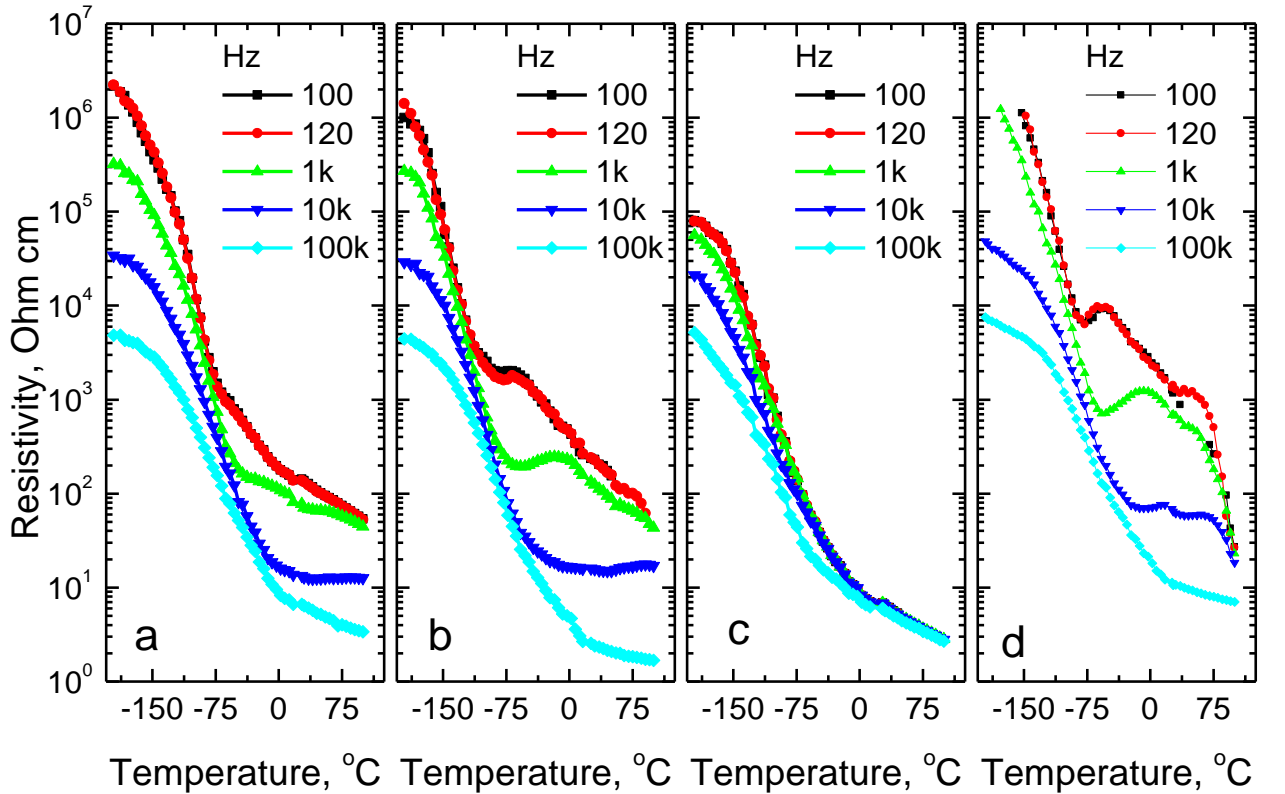 Resistivity, Ohm cm
10^7
10^6
10^5
10^4
10^3
10^2
10^1
10^0
Hz
100
120
1k
10k
100k
a
-150 -75 0 75
Temperature, °C
Hz
100
120
1k
10k
100k
b
-150 -75 0 75
Temperature, °C
Hz
100
120
1k
10k
100k
c
-150 -75 0 75
Temperature, °C
Hz
100
120
1k
10k
100k
d
-150 -75 0 75
Temperature, °C